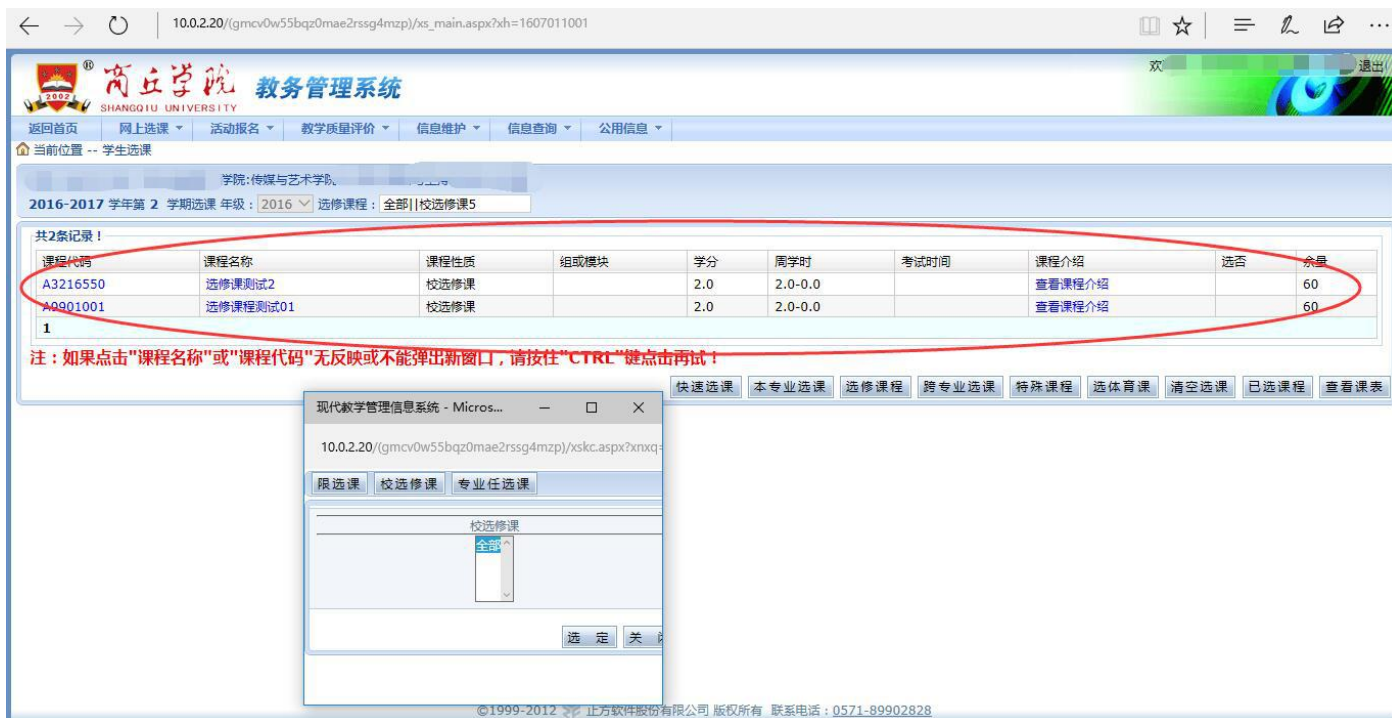 10.0.2.20/(gmcv0w55bqz0mae2rssg4mzp)/xs_main.aspx?xh=1607011001
2002
®
商丘学院 教务管理系统
SHANGQIU UNIVERSITY
欢 退出
返回首页 网上选课 活动报名 教学质量评价 信息维护 信息查询 公用信息
当前位置 -- 学生选课
学院:传媒与艺术学院
2016-2017 学年第 2 学期选课 年级：2016 选修课程：全部||校选修课5
共2条记录！
课程代码 课程名称 课程性质 组或模块 学分 周学时 考试时间 课程介绍 选否 余量
A3216550 选修课测试2 校选修课 2.0 2.0-0.0 查看课程介绍 60
A9901001 选修课程测试01 校选修课 2.0 2.0-0.0 查看课程介绍 60
1
注：如果点击"课程名称"或"课程代码"无反映或不能弹出新窗口，请按住"CTRL"键点击再试！
快速选课 本专业选课 选修课程 跨专业选课 特殊课程 选体育课 清空选课 已选课程 查看课表
现代教学管理信息系统 - Micros...
10.0.2.20/(gmcv0w55bqz0mae2rssg4mzp)/xskc.aspx?xnxq=
限选课 校选修课 专业任选课
校选修课
全部
选 定 关
©1999-2012 正方软件股份有限公司 版权所有 联系电话：0571-89902828